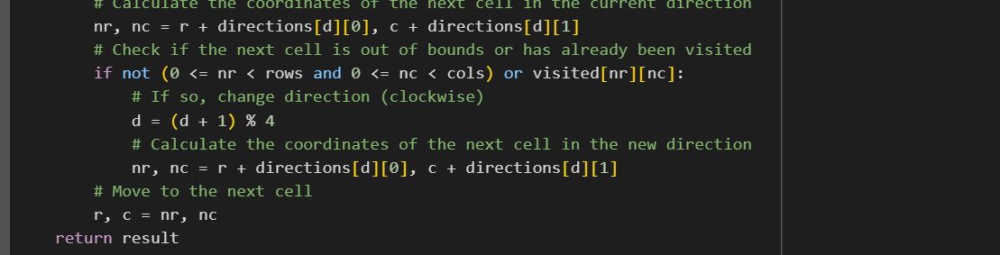 # Calculate the coordinates of the next cell in the current direction
nr, nc = r + directions[d][0], c + directions[d][1]
# Check if the next cell is out of bounds or has already been visited
if not (0 <= nr < rows and 0 <= nc < cols) or visited[nr][nc]:
# If so, change direction (clockwise)
d = (d + 1) % 4
# Calculate the coordinates of the next cell in the new direction
nr, nc = r + directions[d][0], c + directions[d][1]
# Move to the next cell
r, c = nr, nc
return result